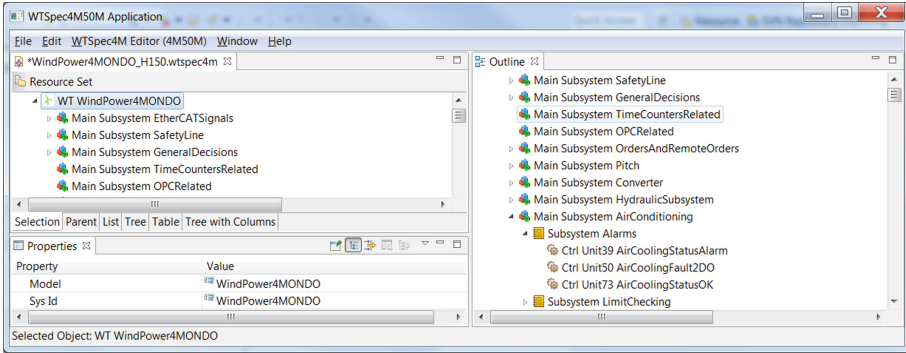 WTSpec4M50M Application
File Edit WTSpec4M Editor (4M50M) Window Help
*WindPower4MONDO_H150.wtspec4m
Resource Set
WT WindPower4MONDO
Main Subsystem EtherCATSignals
Main Subsystem SafetyLine
Main Subsystem GeneralDecisions
Main Subsystem TimeCountersRelated
Main Subsystem OPCRelated
Selection Parent List Tree Table Tree with Columns
Properties
Property Value
Model WindPower4MONDO
Sys Id WindPower4MONDO
Outline
Main Subsystem SafetyLine
Main Subsystem GeneralDecisions
Main Subsystem TimeCountersRelated
Main Subsystem OPCRelated
Main Subsystem OrdersAndRemoteOrders
Main Subsystem Pitch
Main Subsystem Converter
Main Subsystem HydraulicSubsystem
Main Subsystem AirConditioning
Subsystem Alarms
Ctrl Unit39 AirCoolingStatusAlarm
Ctrl Unit50 AirCoolingFault2DO
Ctrl Unit73 AirCoolingStatusOK
Subsystem LimitChecking
Selected Object: WT WindPower4MONDO